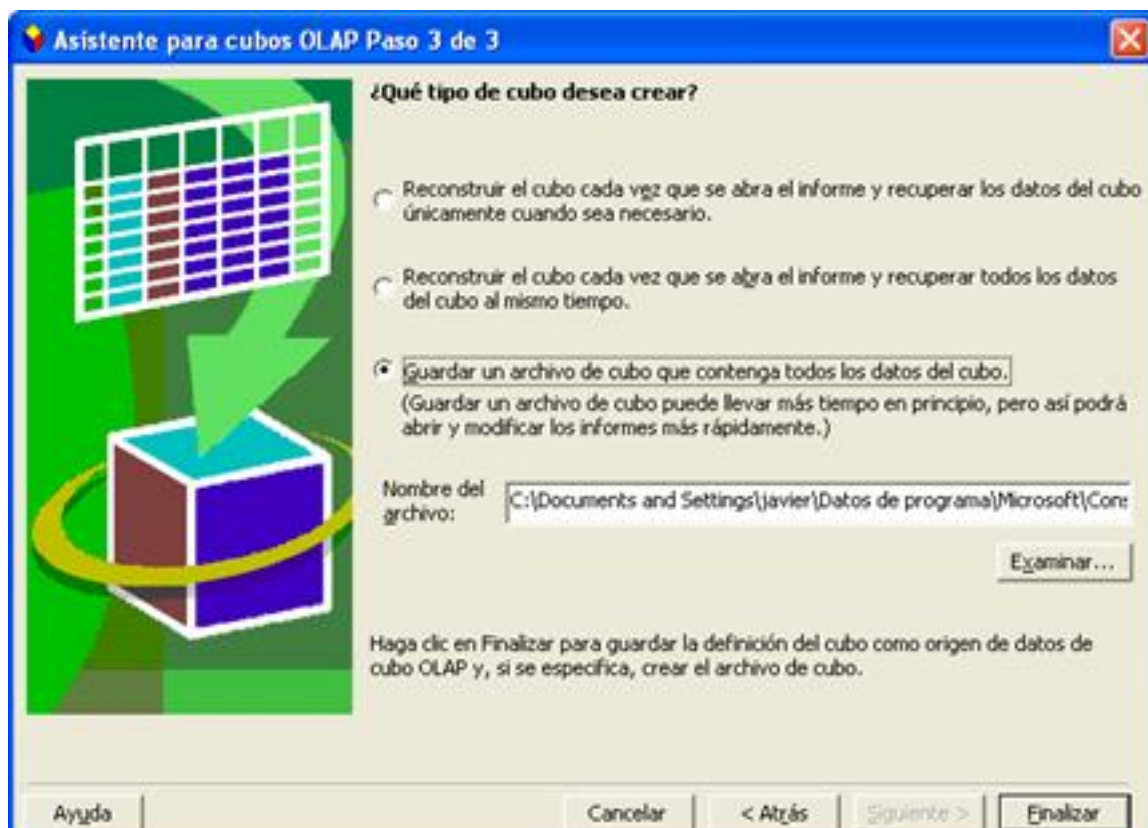 Asistente para cubos OLAP Paso 3 de 3
¿Qué tipo de cubo desea crear?
Reconstruir el cubo cada vez que se abra el informe y recuperar los datos del cubo
únicamente cuando sea necesario.
Reconstruir el cubo cada vez que se abra el informe y recuperar todos los datos
del cubo al mismo tiempo.
Guardar un archivo de cubo que contenga todos los datos del cubo.
(Guardar un archivo de cubo puede llevar más tiempo en principio, pero así podrá
abrir y modificar los informes más rápidamente.)
Nombre del
archivo:
C:\Documents and Settings\javier\Datos de programa\Microsoft\Cons
Examinar...
Haga clic en Finalizar para guardar la definición del cubo como origen de datos de
cubo OLAP y, si se especifica, crear el archivo de cubo.
Ayuda
Cancelar
< Atrás
Siguiente >
Finalizar